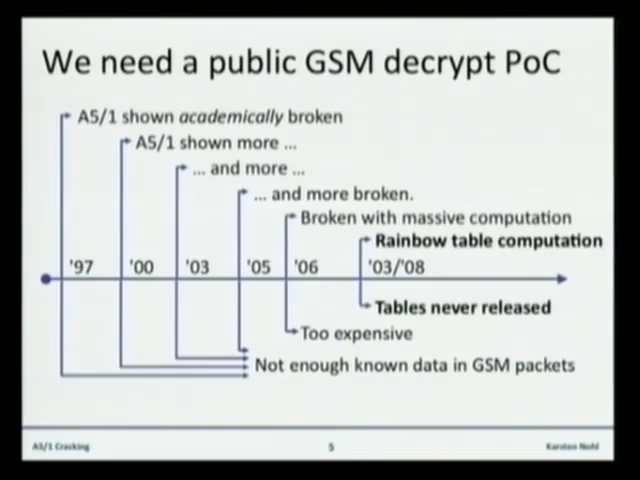 We need a public GSM decrypt PoC
A5/1 shown academically broken
A5/1 shown more ...
... and more ...
... and more broken.
Broken with massive computation
Rainbow table computation
'97 '00 '03 '05 '06 '03/'08
Tables never released
Too expensive
Not enough known data in GSM packets
A5/1 Cracking 5 Karsten Nohl